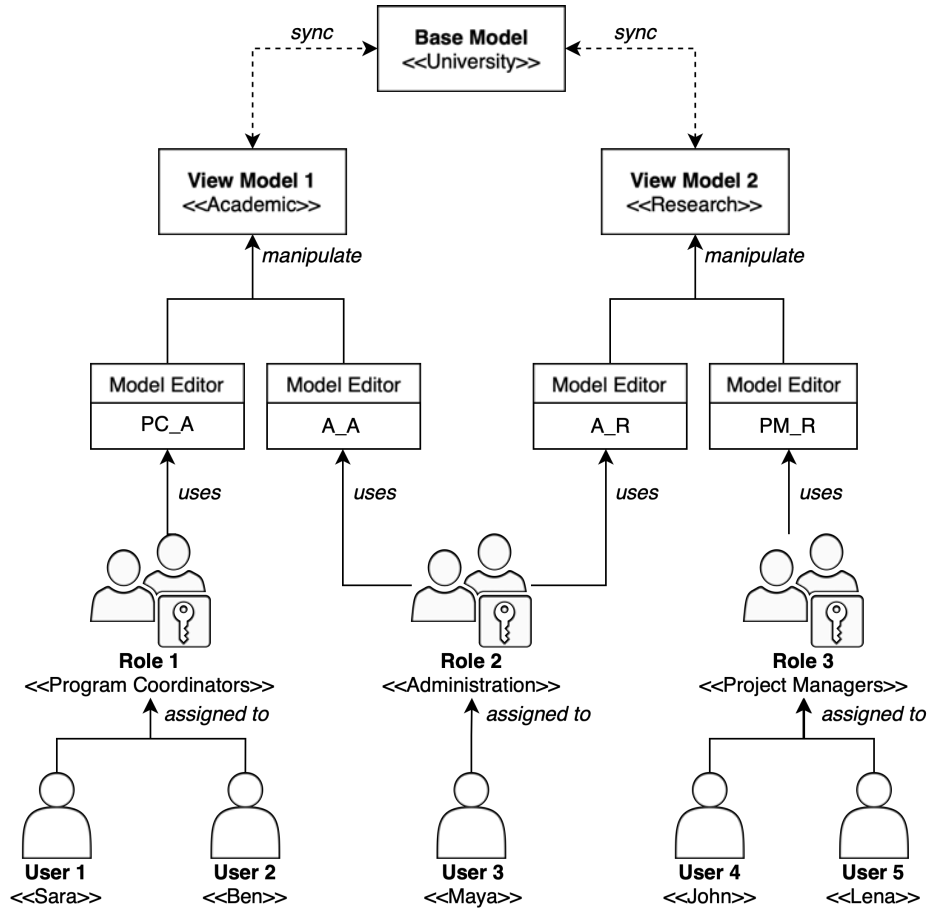 sync
Base Model
<<University>>
sync
View Model 1
<<Academic>>
View Model 2
<<Research>>
manipulate
manipulate
Model Editor
PC_A
Model Editor
A_A
Model Editor
A_R
Model Editor
PM_R
uses
uses
uses
uses
Role 1
<<Program Coordinators>>
Role 2
<<Administration>>
Role 3
<<Project Managers>>
assigned to
assigned to
assigned to
User 1
<<Sara>>
User 2
<<Ben>>
User 3
<<Maya>>
User 4
<<John>>
User 5
<<Lena>>